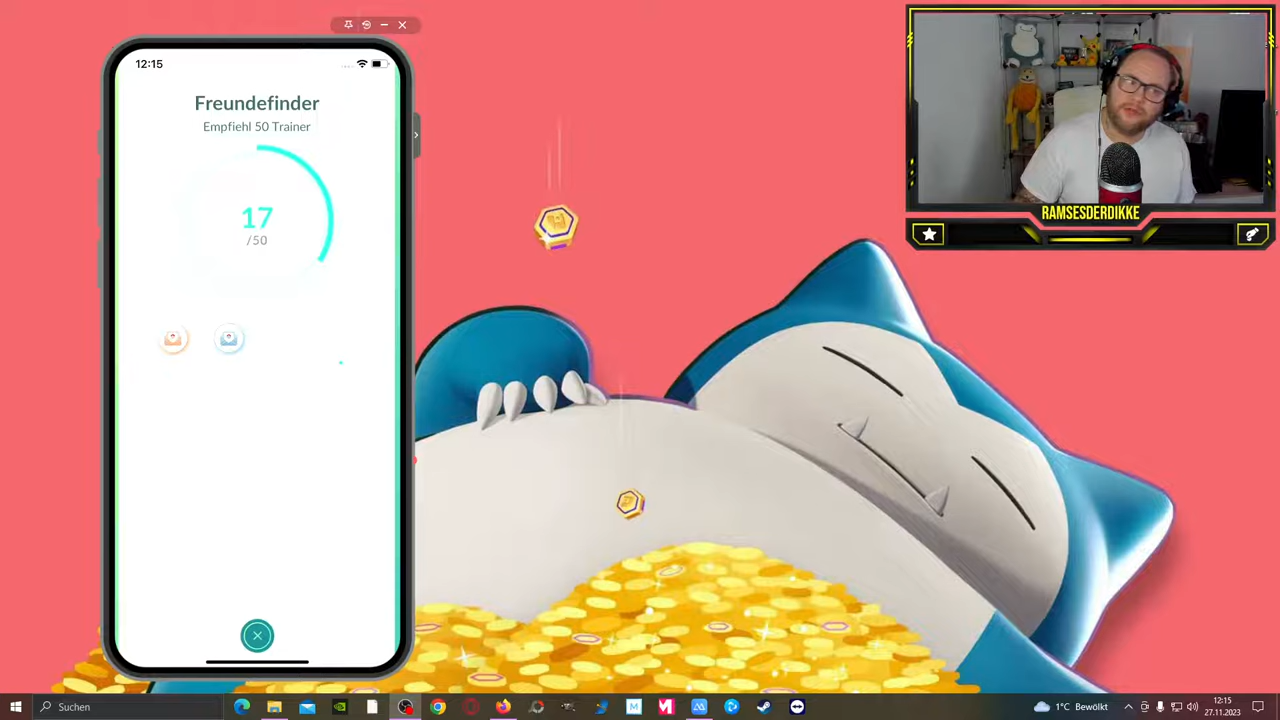 12:15
Freundefinder
Empfiehl 50 Trainer
17
/50
RAMSESDERDIKKE
Suchen
1°C Bewölkt
12:15
27.11.2023